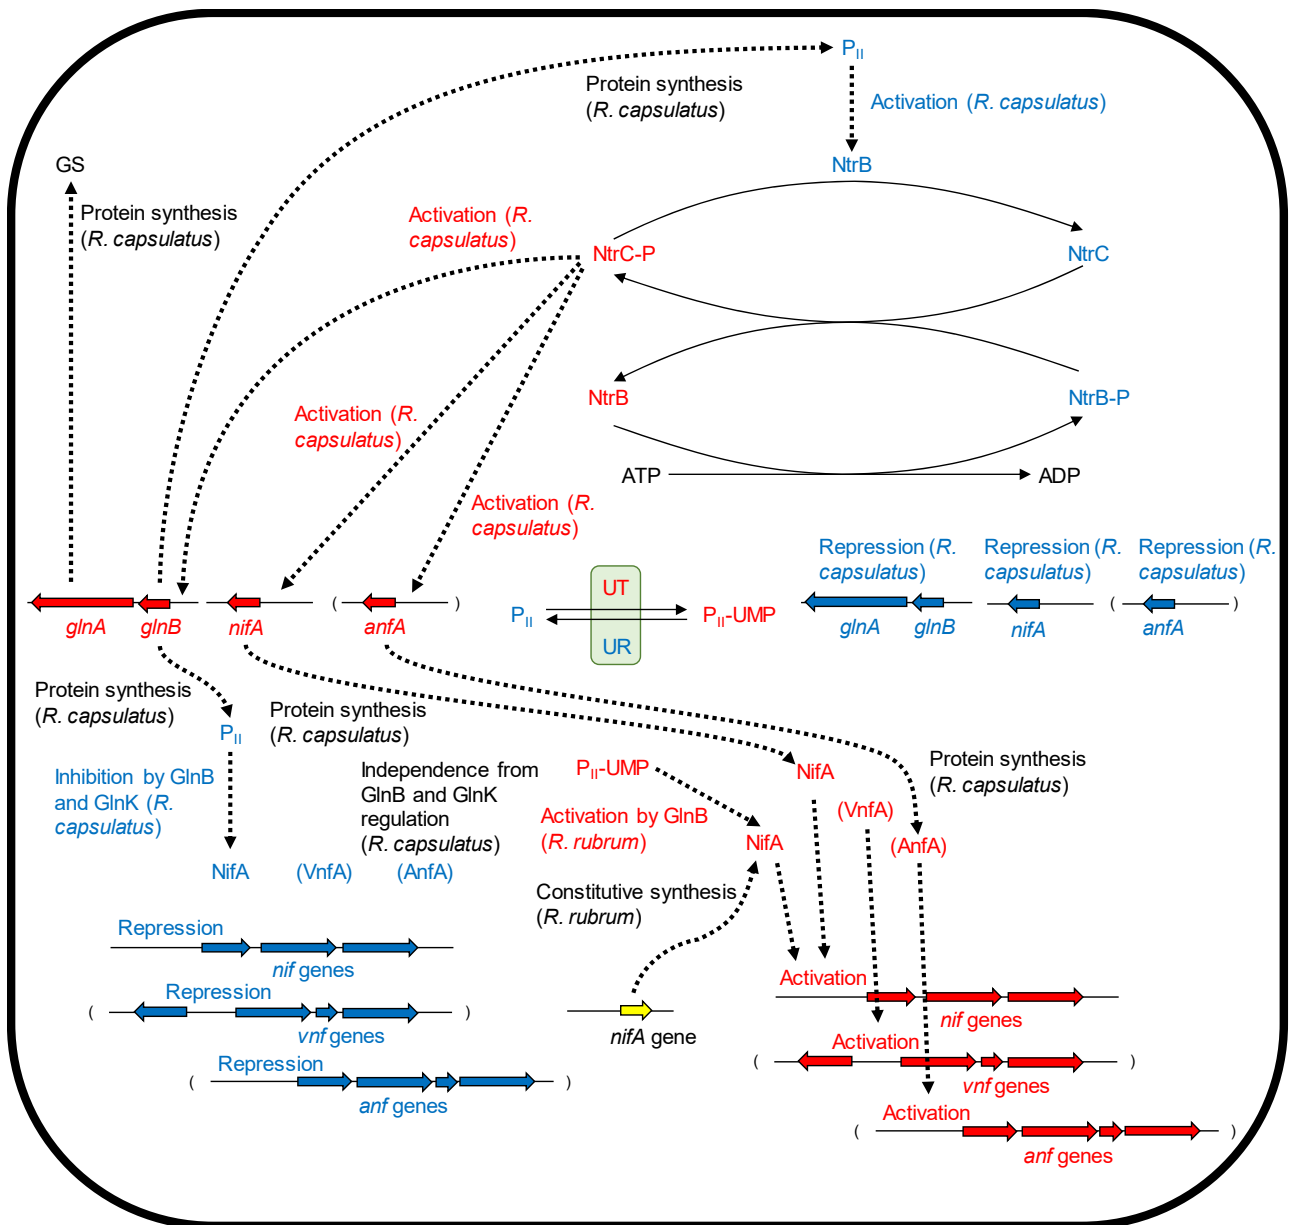 P_II
Protein synthesis
(R. capsulatus)
Activation (R. capsulatus)
GS
NtrB
Protein synthesis
(R. capsulatus)
Activation (R.
capsulatus)
NtrC-P
NtrC
NtrB
NtrB-P
Activation (R.
capsulatus)
ATP
ADP
Activation (R.
capsulatus)
Repression (R.
capsulatus)
Repression (R.
capsulatus)
Repression (R.
capsulatus)
( )
glnA
glnB
nifA
anfA
P_II
UT
UR
P_II-UMP
( )
glnA
glnB
nifA
anfA
Protein synthesis
(R. capsulatus)
Protein synthesis
(R. capsulatus)
P_II
Inhibition by GlnB
and GlnK (R.
capsulatus)
Independence from
GlnB and GlnK
regulation
(R. capsulatus)
NifA
(VnfA)
(AnfA)
P_II-UMP
Activation by GlnB
(R. rubrum)
NifA
NifA
(VnfA)
(AnfA)
Protein synthesis
(R. capsulatus)
Constitutive synthesis
(R. rubrum)
nifA gene
Repression
nif genes
Repression
( )
vnf genes
Repression
( )
anf genes
Activation
nif genes
Activation
( )
vnf genes
Activation
( )
anf genes